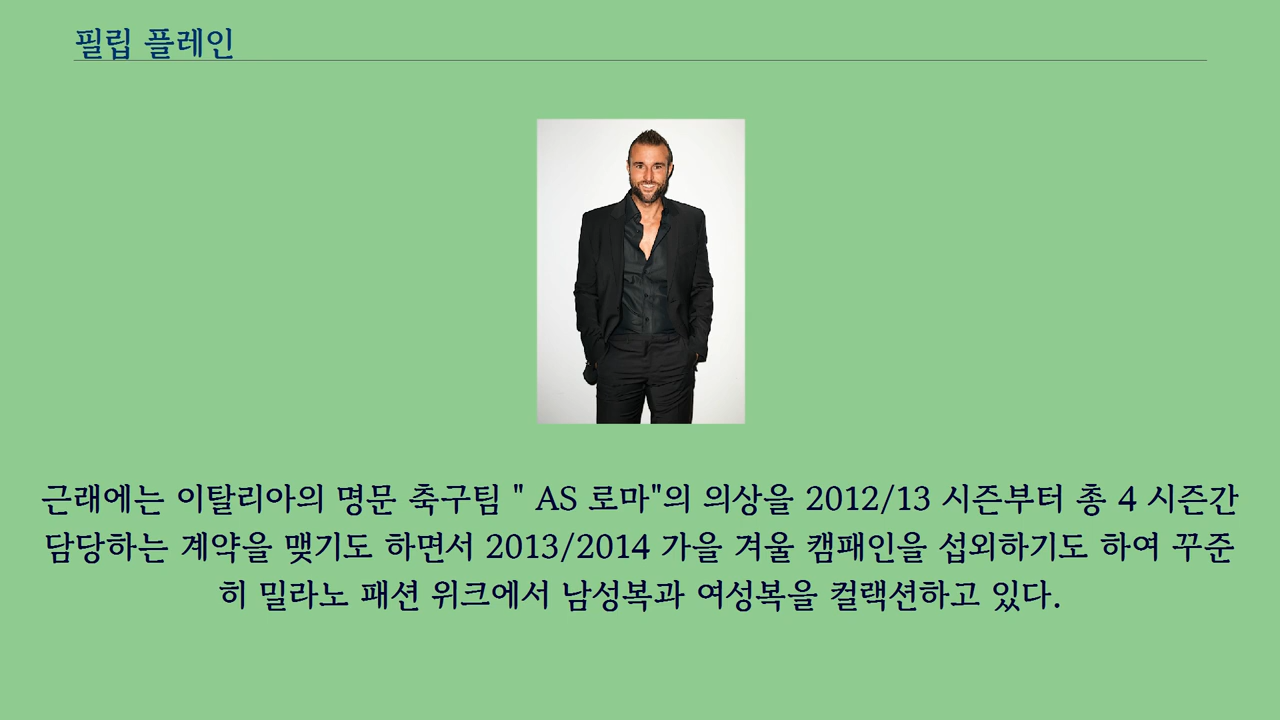 필립 플레인
근래에는 이탈리아의 명문 축구팀 " AS 로마"의 의상을 2012/13 시즌부터 총 4 시즌간
담당하는 계약을 맺기도 하면서 2013/2014 가을 겨울 캠패인을 섭외하기도 하여 꾸준
히 밀라노 패션 위크에서 남성복과 여성복을 컬랙션하고 있다.